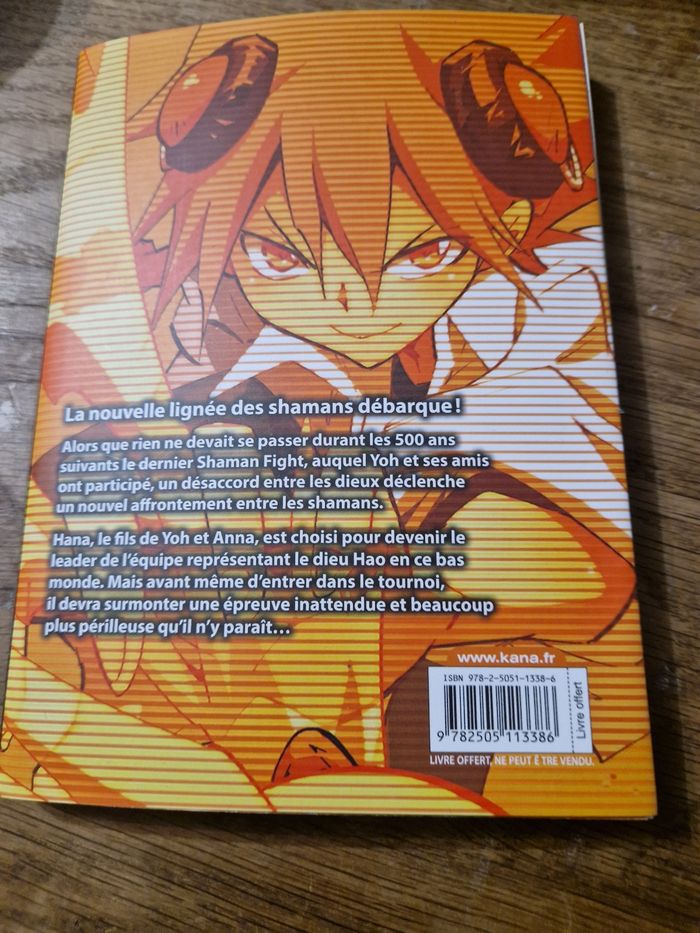 La nouvelle lignée des shamans débarque !
Alors que rien ne devait se passer durant les 500 ans
suivants le dernier Shaman Fight, auquel Yoh et ses amis
ont participé, un désaccord entre les dieux déclenche
un nouvel affrontement entre les shamans.
Hana, le fils de Yoh et Anna, est choisi pour devenir le
leader de l'équipe représentant le dieu Hao en ce bas
monde. Mais avant même d'entrer dans le tournoi,
il devra surmonter une épreuve inattendue et beaucoup
plus périlleuse qu'il n'y paraît...
www.kana.fr
ISBN 978-2-5051-1338-6
9 782505 113386
Livre offert
LIVRE OFFERT, NE PEUT Ê TRE VENDU.